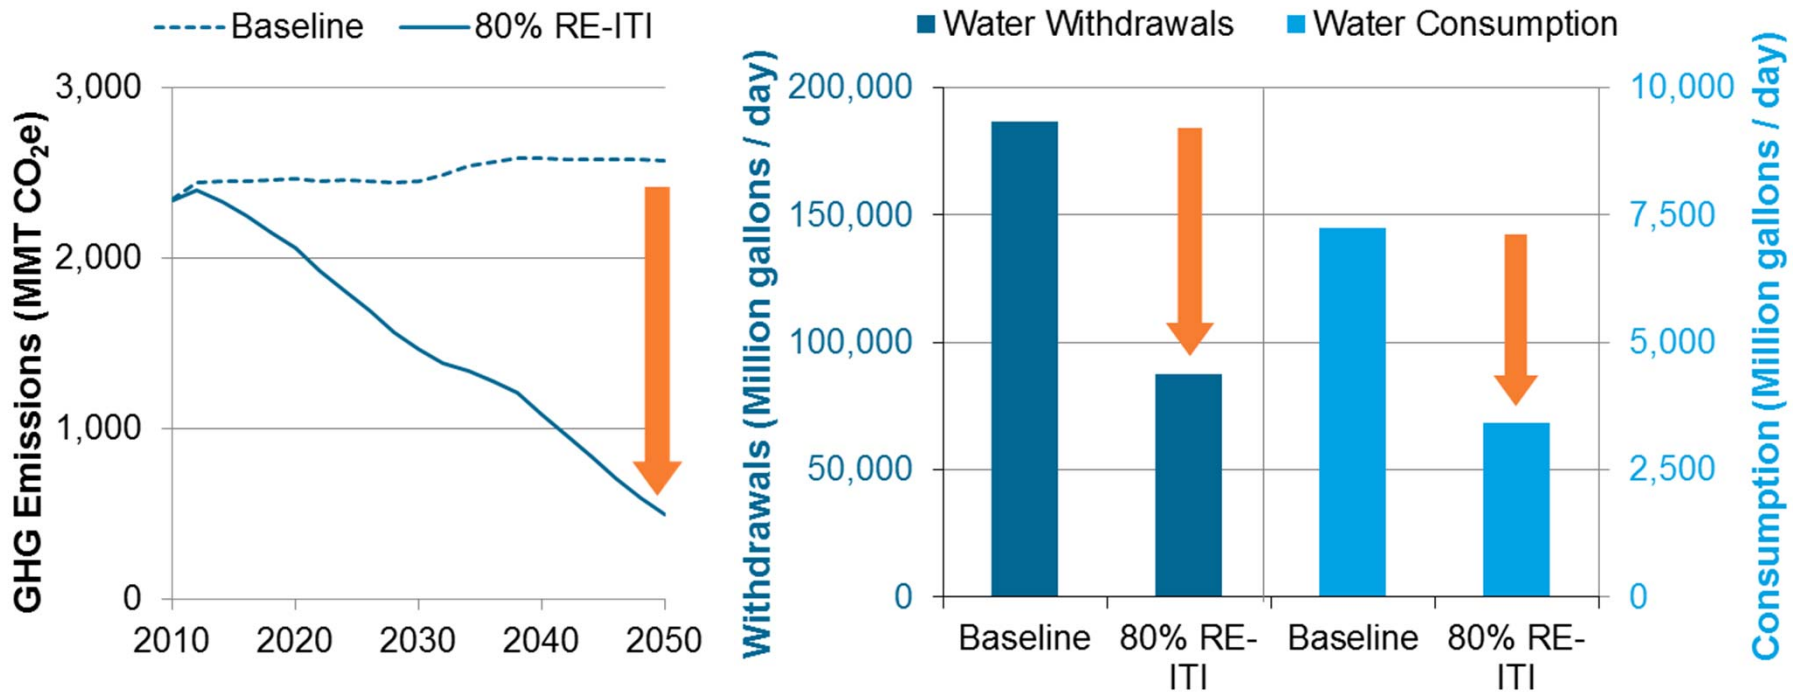 Baseline
80% RE-ITI
GHG Emissions (MMT CO₂e)
3,000
2,000
1,000
0
2010
2020
2030
2040
2050
Water Withdrawals
Water Consumption
Withdrawals (Million gallons / day)
200,000
150,000
100,000
50,000
0
10,000
7,500
5,000
2,500
0
Consumption (Million gallons / day)
Baseline
80% RE-
ITI
Baseline
80% RE-
ITI